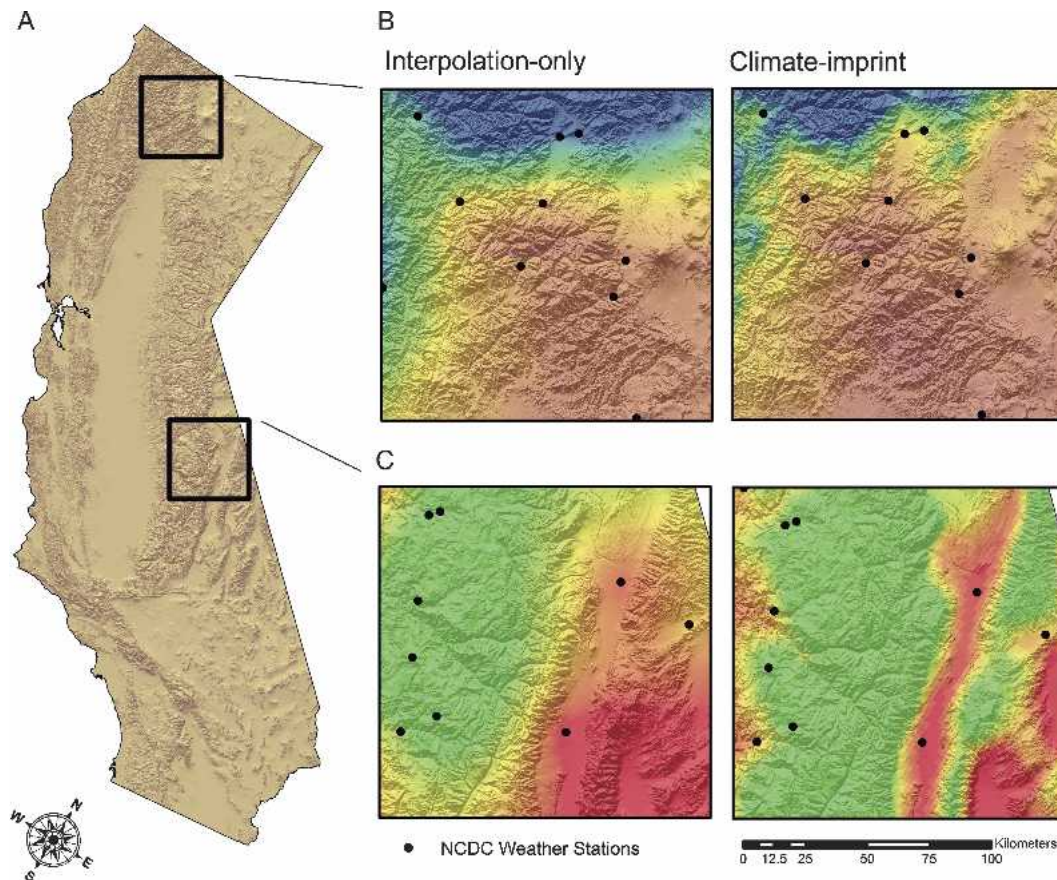 A
B
Interpolation-only
Climate-imprint
C
N
W
E
S
NCDC Weather Stations
Kilometers
0 12.5 25 50 75 100